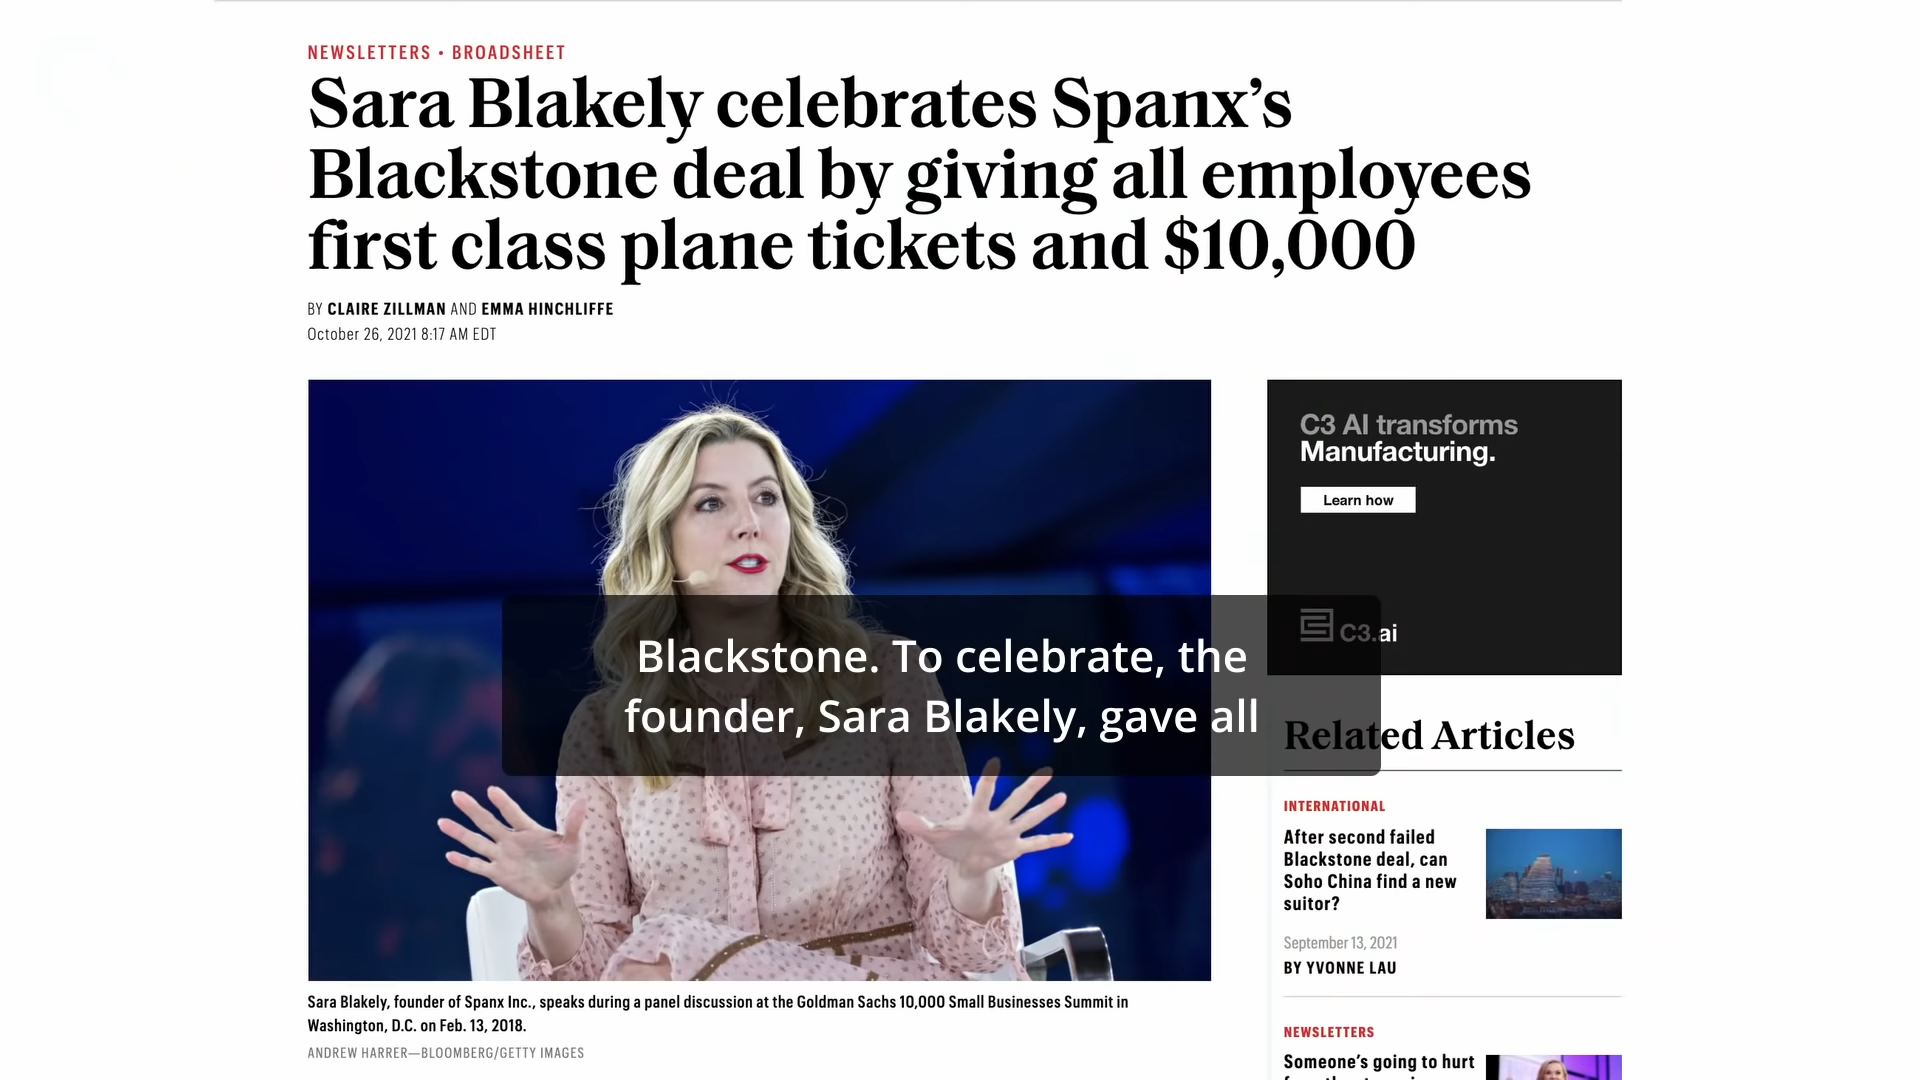 NEWSLETTERS • BROADSHEET
Sara Blakely celebrates Spanx’s
Blackstone deal by giving all employees
first class plane tickets and $10,000
BY CLAIRE ZILLMAN AND EMMA HINCHLIFFE
October 26, 2021 8:17 AM EDT
C3 AI transforms
Manufacturing.
Learn how
C3.ai
Blackstone. To celebrate, the
founder, Sara Blakely, gave all
Sara Blakely, founder of Spanx Inc., speaks during a panel discussion at the Goldman Sachs 10,000 Small Businesses Summit in
Washington, D.C. on Feb. 13, 2018.
ANDREW HARRER—BLOOMBERG/GETTY IMAGES
Related Articles
INTERNATIONAL
After second failed
Blackstone deal, can
Soho China find a new
suitor?
September 13, 2021
BY YVONNE LAU
NEWSLETTERS
Someone’s going to hurt